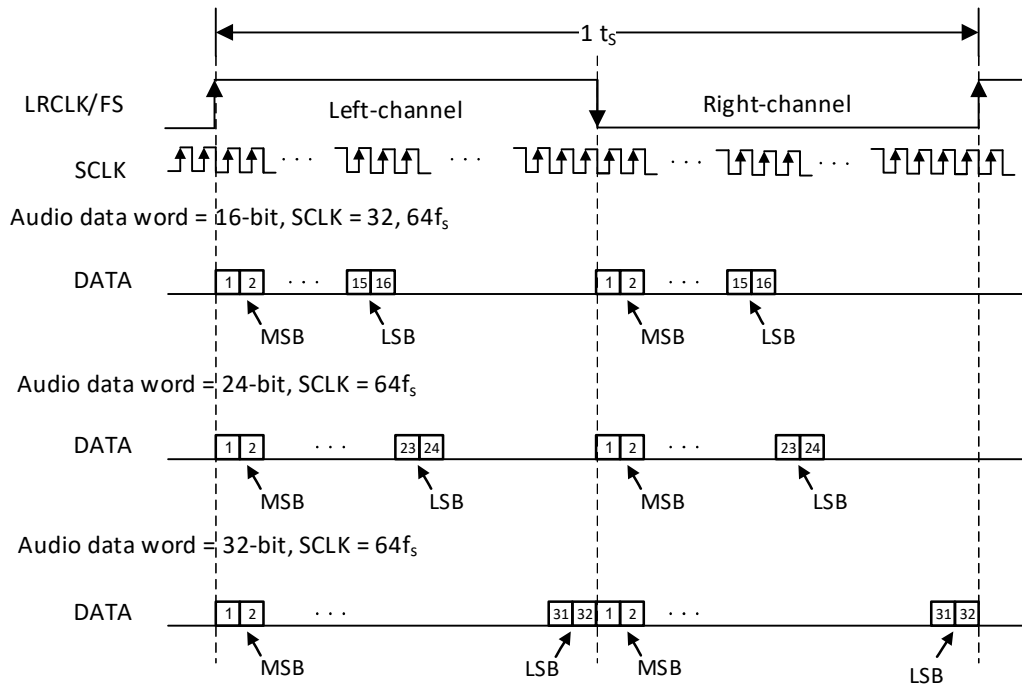 1 tS
LRCLK/FS
Left-channel
Right-channel
SCLK
. . .
. . .
. . .
. . .
Audio data word = 16-bit, SCLK = 32, 64fs
DATA
1 2 . . . 15 16 1 2 . . . 15 16
MSB LSB MSB LSB
Audio data word = 24-bit, SCLK = 64fs
DATA
1 2 . . . 23 24 1 2 . . . 23 24
MSB LSB MSB LSB
Audio data word = 32-bit, SCLK = 64fs
DATA
1 2 . . . 31 32 1 2 . . . 31 32
MSB LSB MSB LSB